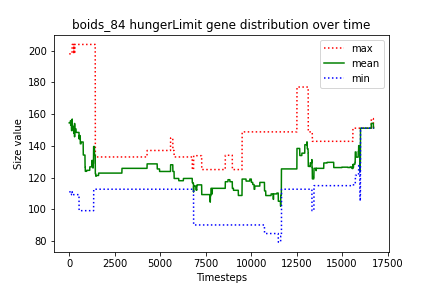 boids_84 hungerLimit gene distribution over time
max
mean
min
Size value
200
180
160
140
120
100
80
0 2500 5000 7500 10000 12500 15000 17500
Timesteps